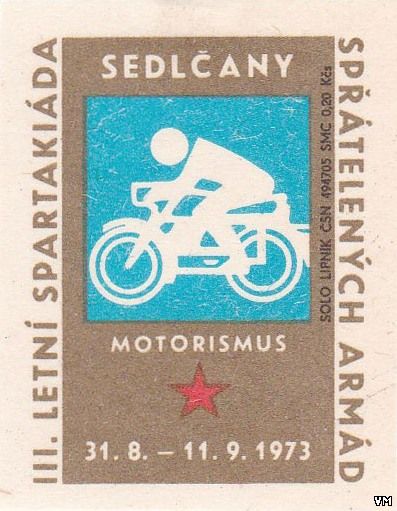 III. LETNÍ SPARTAKIÁDA
SPŘÁTELENÝCH ARMÁD
SEDLČANY
SOLO LIPNÍK ČSN 494705 SMC 0,20 Kčs
MOTORISMUS
31. 8. – 11. 9. 1973
VM